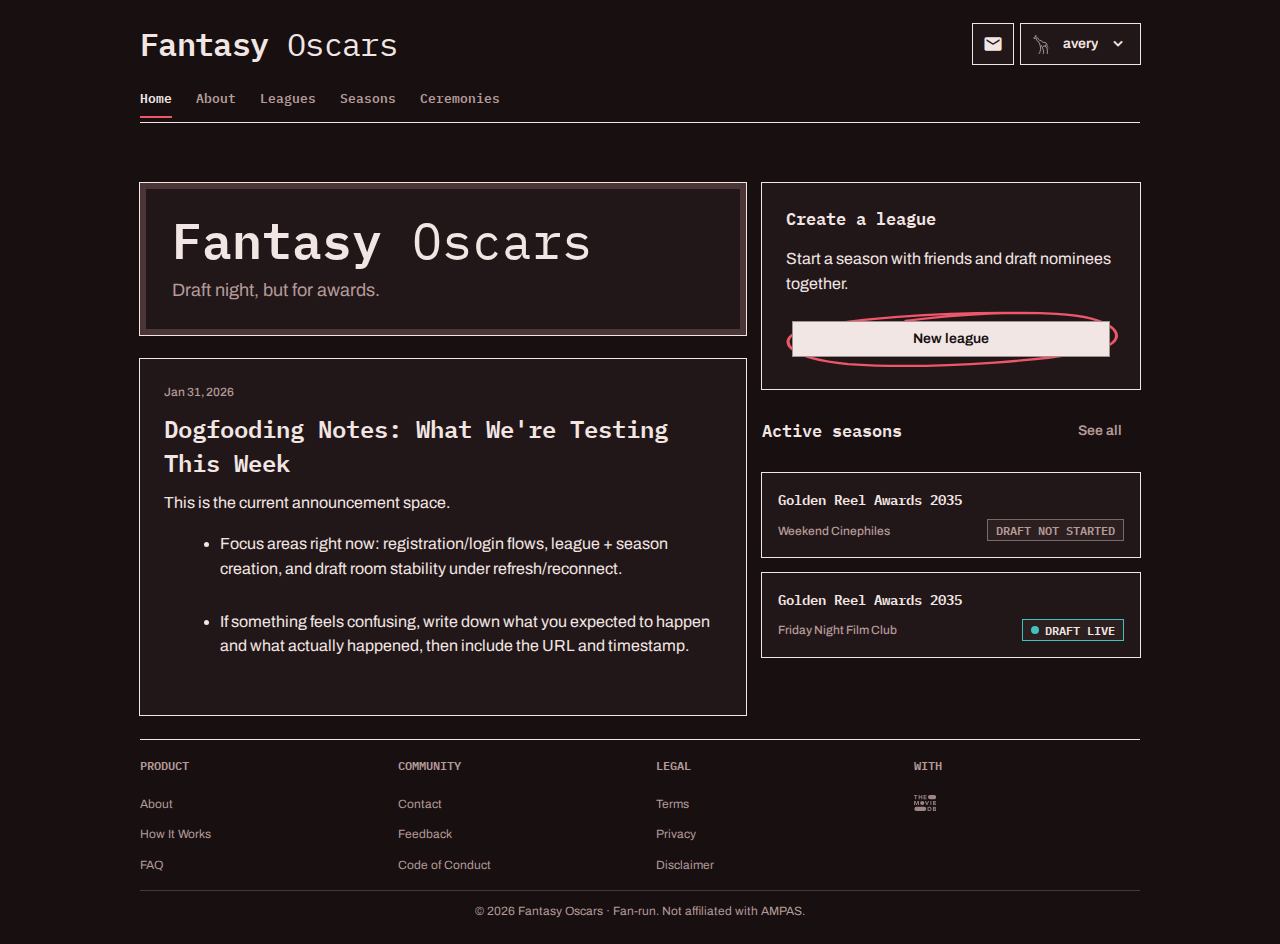 Fantasy Oscars
avery
Home About Leagues Seasons Ceremonies
Fantasy Oscars
Draft night, but for awards.
Jan 31, 2026
Dogfooding Notes: What We're Testing
This Week
This is the current announcement space.
Focus areas right now: registration/login flows, league + season
creation, and draft room stability under refresh/reconnect.
If something feels confusing, write down what you expected to happen
and what actually happened, then include the URL and timestamp.
Create a league
Start a season with friends and draft nominees
together.
New league
Active seasons
See all
Golden Reel Awards 2035
Weekend Cinephiles
DRAFT NOT STARTED
Golden Reel Awards 2035
Friday Night Film Club
DRAFT LIVE
PRODUCT
About
How It Works
FAQ
COMMUNITY
Contact
Feedback
Code of Conduct
LEGAL
Terms
Privacy
Disclaimer
WITH
THE
MOVIE
DB
© 2026 Fantasy Oscars · Fan-run. Not affiliated with AMPAS.